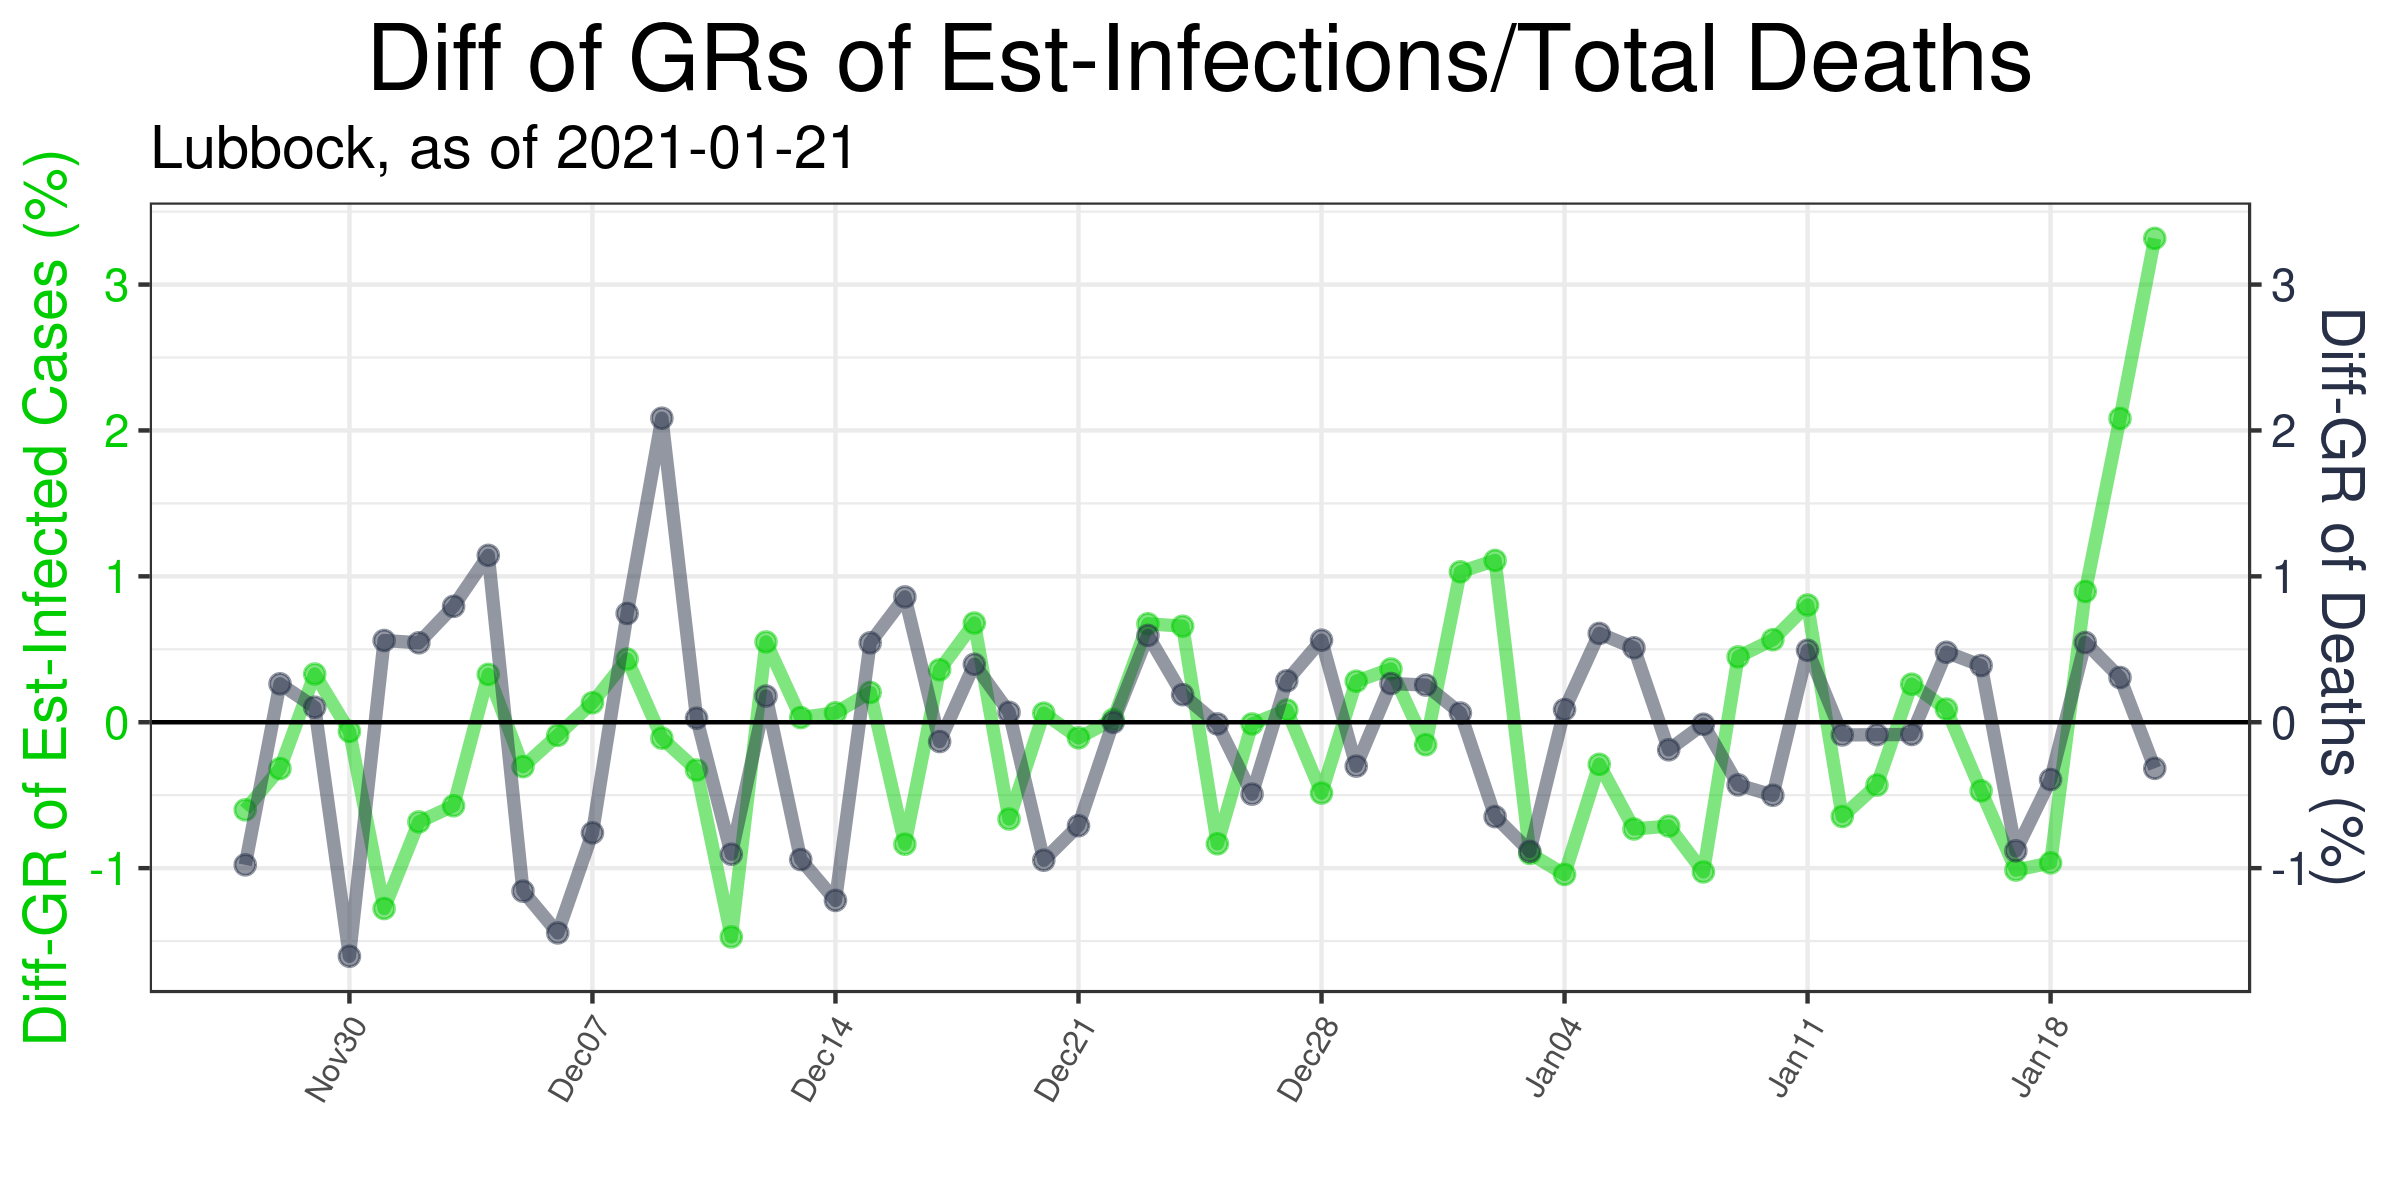 Diff of GRs of Est-Infections/Total Deaths
Lubbock, as of 2021-01-21
Diff-GR of Est-Infected Cases (%)
3
2
1
0
-1
3
2
1
0
-1
Diff-GR of Deaths (%)
Nov30
Dec07
Dec14
Dec21
Dec28
Jan04
Jan11
Jan18